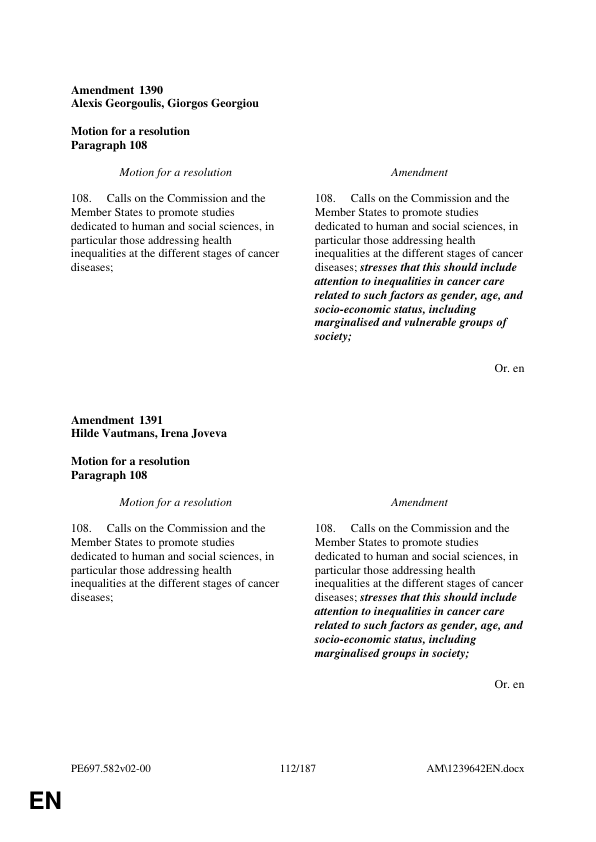 Amendment 1390
Alexis Georgoulis, Giorgos Georgiou
Motion for a resolution
Paragraph 108
Motion for a resolution
108. Calls on the Commission and the
Member States to promote studies
dedicated to human and social sciences, in
particular those addressing health
inequalities at the different stages of cancer
diseases;
Amendment
108. Calls on the Commission and the
Member States to promote studies
dedicated to human and social sciences, in
particular those addressing health
inequalities at the different stages of cancer
diseases; stresses that this should include
attention to inequalities in cancer care
related to such factors as gender, age, and
socio-economic status, including
marginalised and vulnerable groups of
society;
Or. en
Amendment 1391
Hilde Vautmans, Irena Joveva
Motion for a resolution
Paragraph 108
Motion for a resolution
108. Calls on the Commission and the
Member States to promote studies
dedicated to human and social sciences, in
particular those addressing health
inequalities at the different stages of cancer
diseases;
Amendment
108. Calls on the Commission and the
Member States to promote studies
dedicated to human and social sciences, in
particular those addressing health
inequalities at the different stages of cancer
diseases; stresses that this should include
attention to inequalities in cancer care
related to such factors as gender, age, and
socio-economic status, including
marginalised groups in society;
Or. en
PE697.582v02-00 112/187 AM\1239642EN.docx
EN